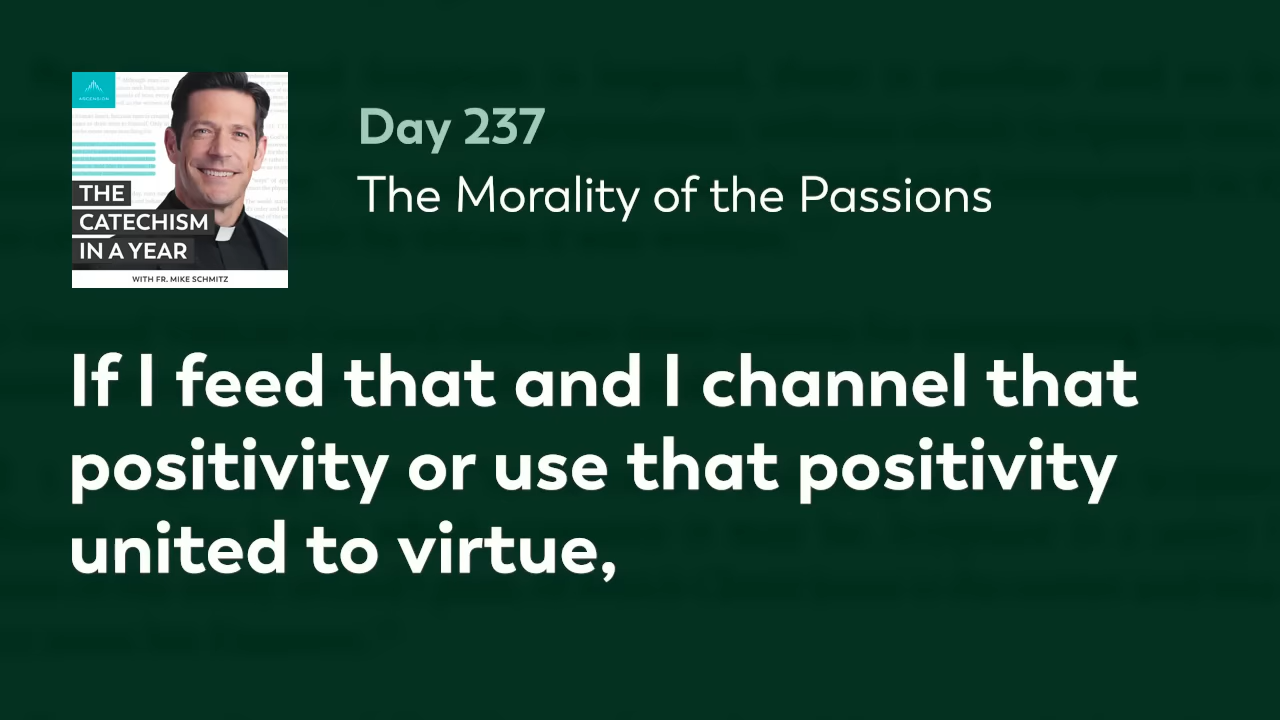 ASCENSION
THE
CATECHISM
IN A YEAR
WITH FR. MIKE SCHMITZ
Day 237
The Morality of the Passions
If I feed that and I channel that
positivity or use that positivity
united to virtue,